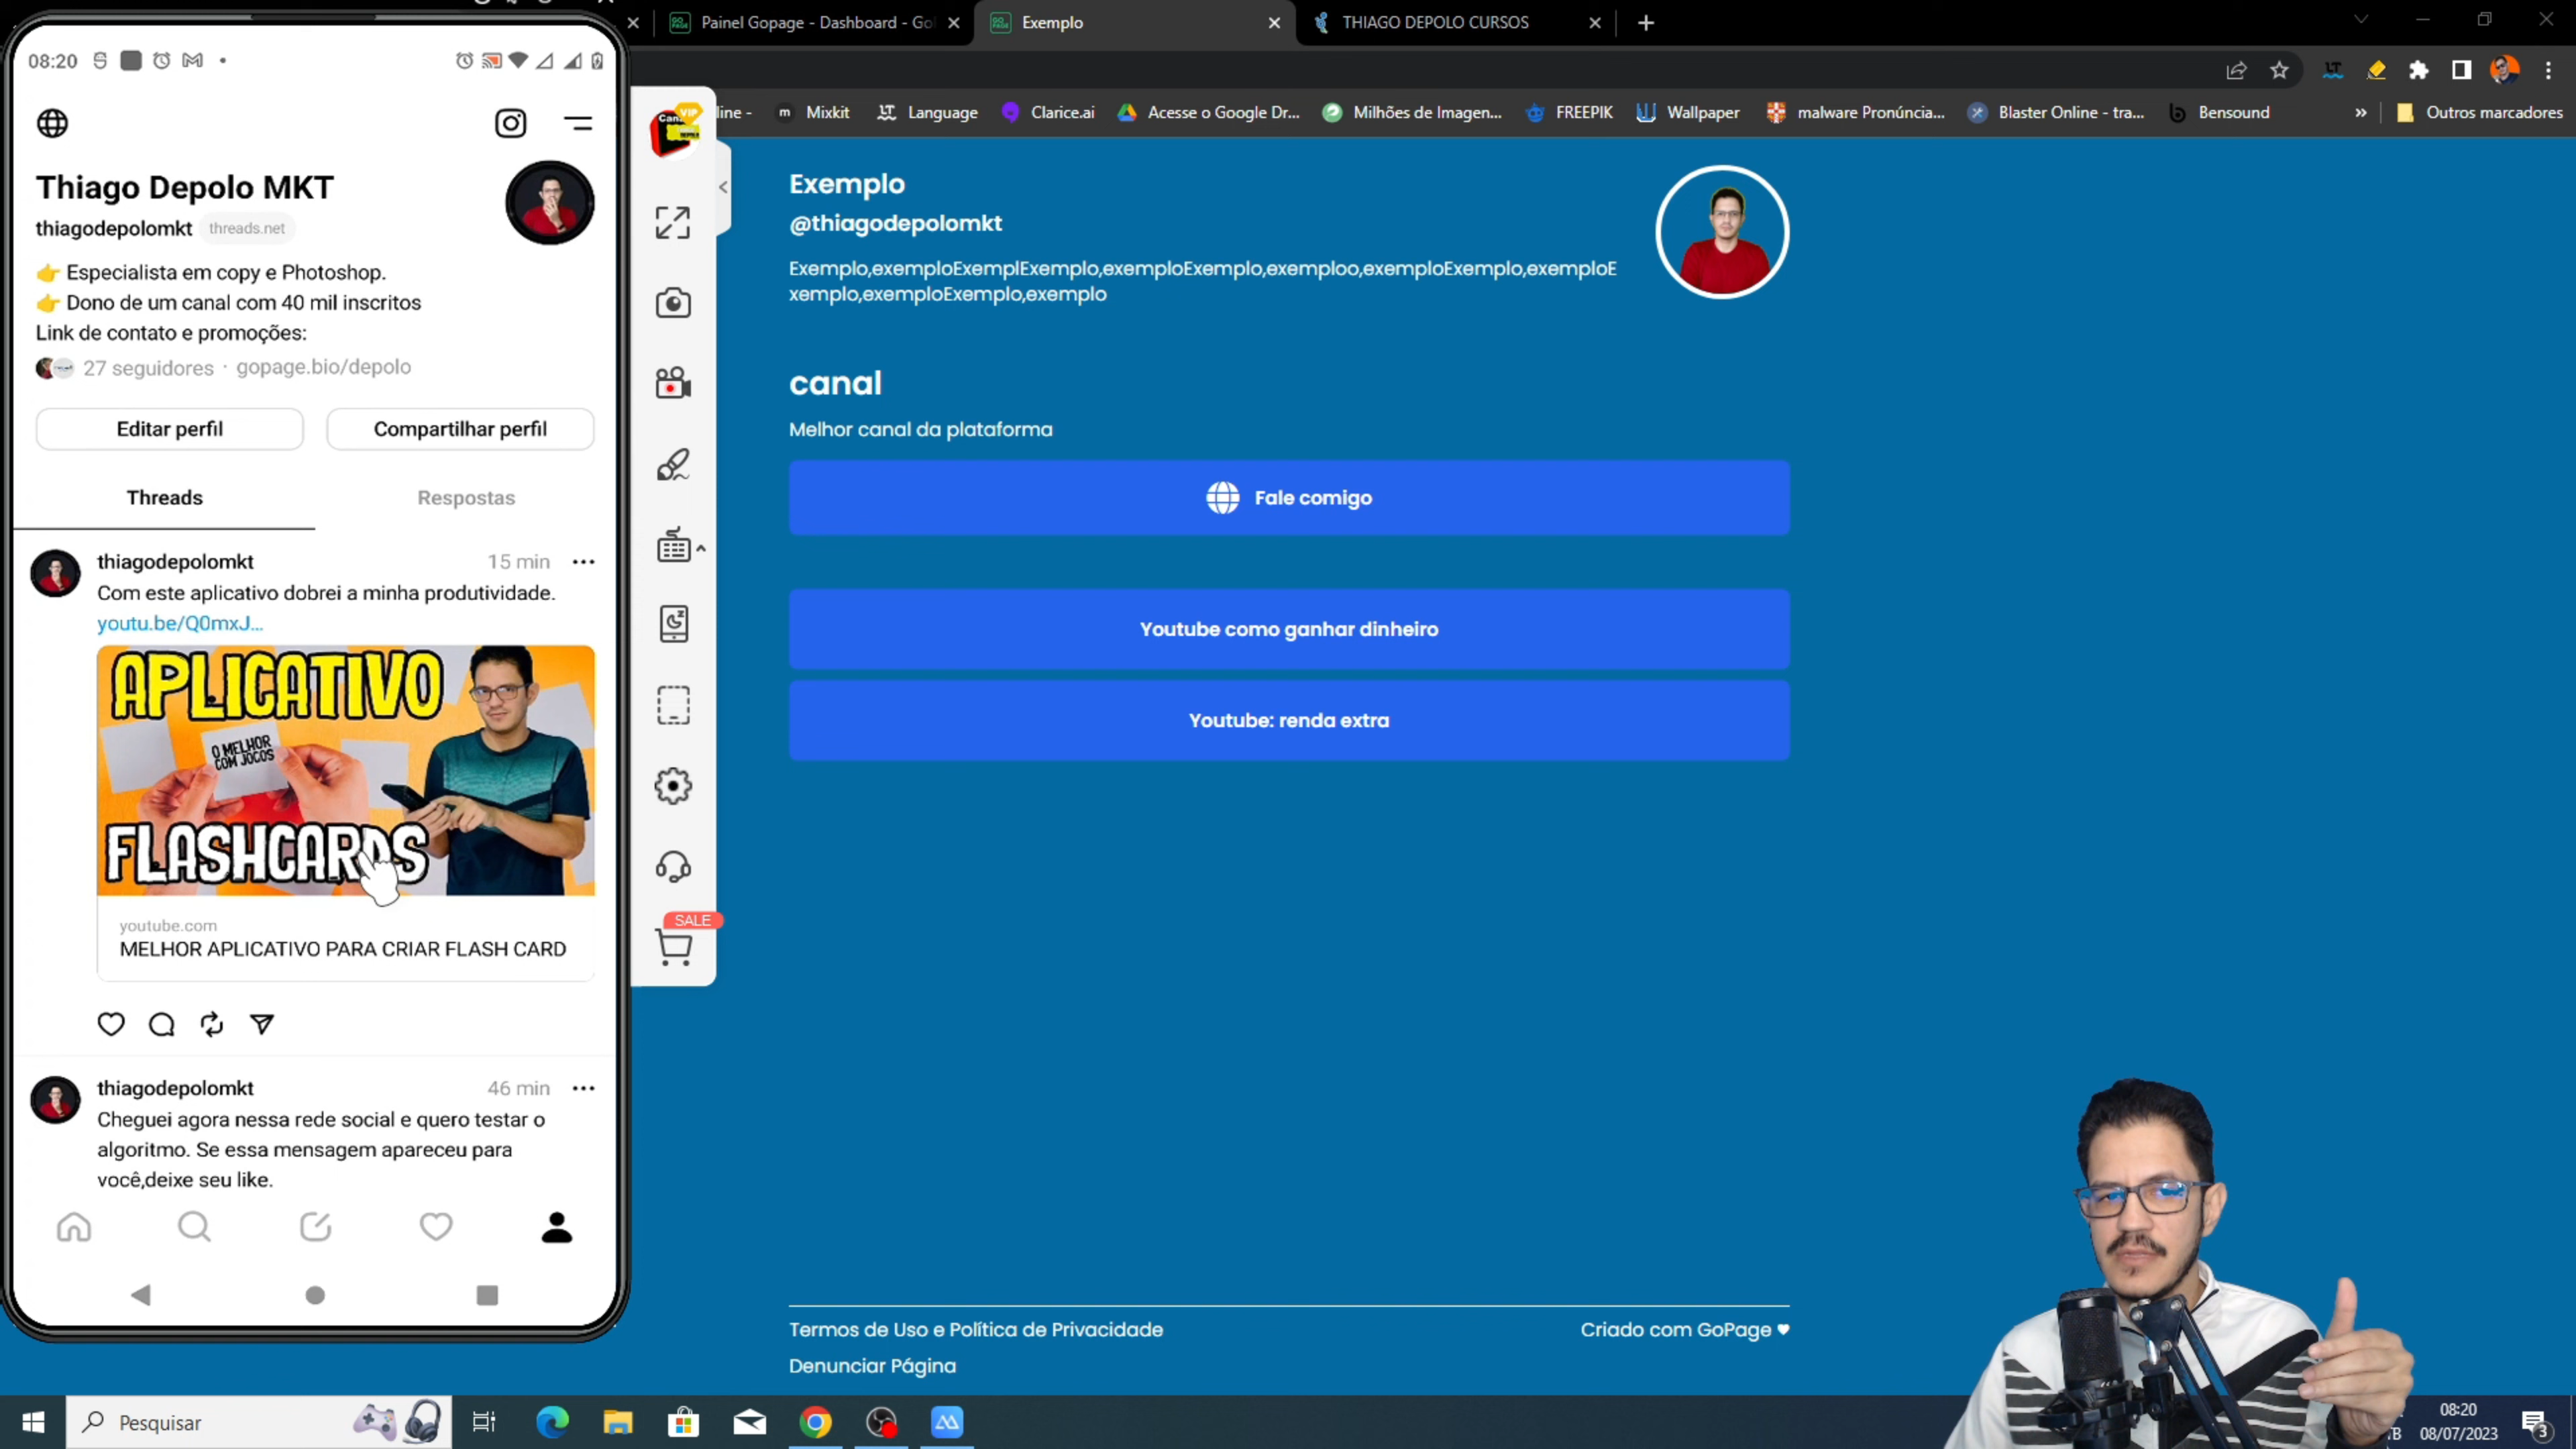 08:20
Thiago Depolo MKT
thiagodepolomkt threads.net
👉 Especialista em copy e Photoshop.
👉 Dono de um canal com 40 mil inscritos
Link de contato e promoções:
27 seguidores · gopage.bio/depolo
Editar perfil
Compartilhar perfil
Threads
Respostas
thiagodepolomkt 15 min
Com este aplicativo dobrei a minha produtividade.
youtu.be/Q0mxJ...
APLICATIVO
O MELHOR
COM JOGOS
FLASHCARDS
youtube.com
MELHOR APLICATIVO PARA CRIAR FLASH CARD
thiagodepolomkt 46 min
Cheguei agora nessa rede social e quero testar o
algoritmo. Se essa mensagem apareceu para
você,deixe seu like.
VIP
SALE
Painel Gopage - Dashboard - Go
Exemplo
THIAGO DEPOLO CURSOS
line -
m Mixkit
LT Language
Clarice.ai
Acesse o Google Dr...
Milhões de Imagen...
FREEPIK
Wallpaper
malware Pronúncia...
Blaster Online - tra...
Bensound
»
Outros marcadores
Exemplo
@thiagodepolomkt
Exemplo,exemploExemplExemplo,exemploExemplo,exemploo,exemploExemplo,exemploE
xemplo,exemploExemplo,exemplo
canal
Melhor canal da plataforma
Fale comigo
Youtube como ganhar dinheiro
Youtube: renda extra
Termos de Uso e Política de Privacidade
Criado com GoPage ♥
Denunciar Página
Pesquisar
08:20
08/07/2023
3